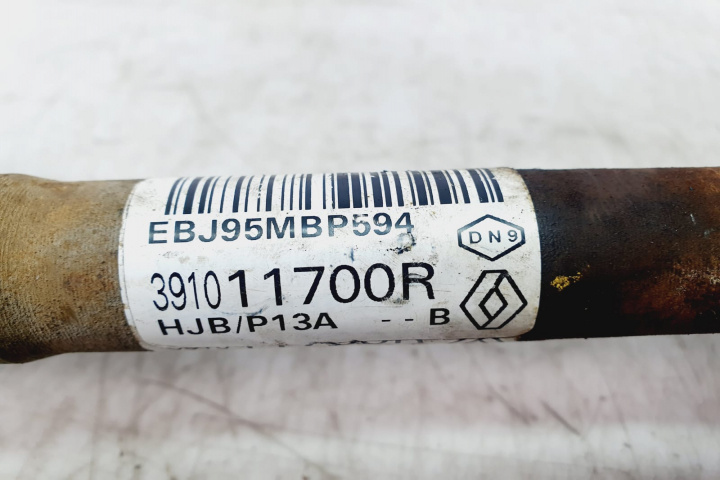 EBJ95MBP594
DN9
391011700R
HJB/P13A -- B